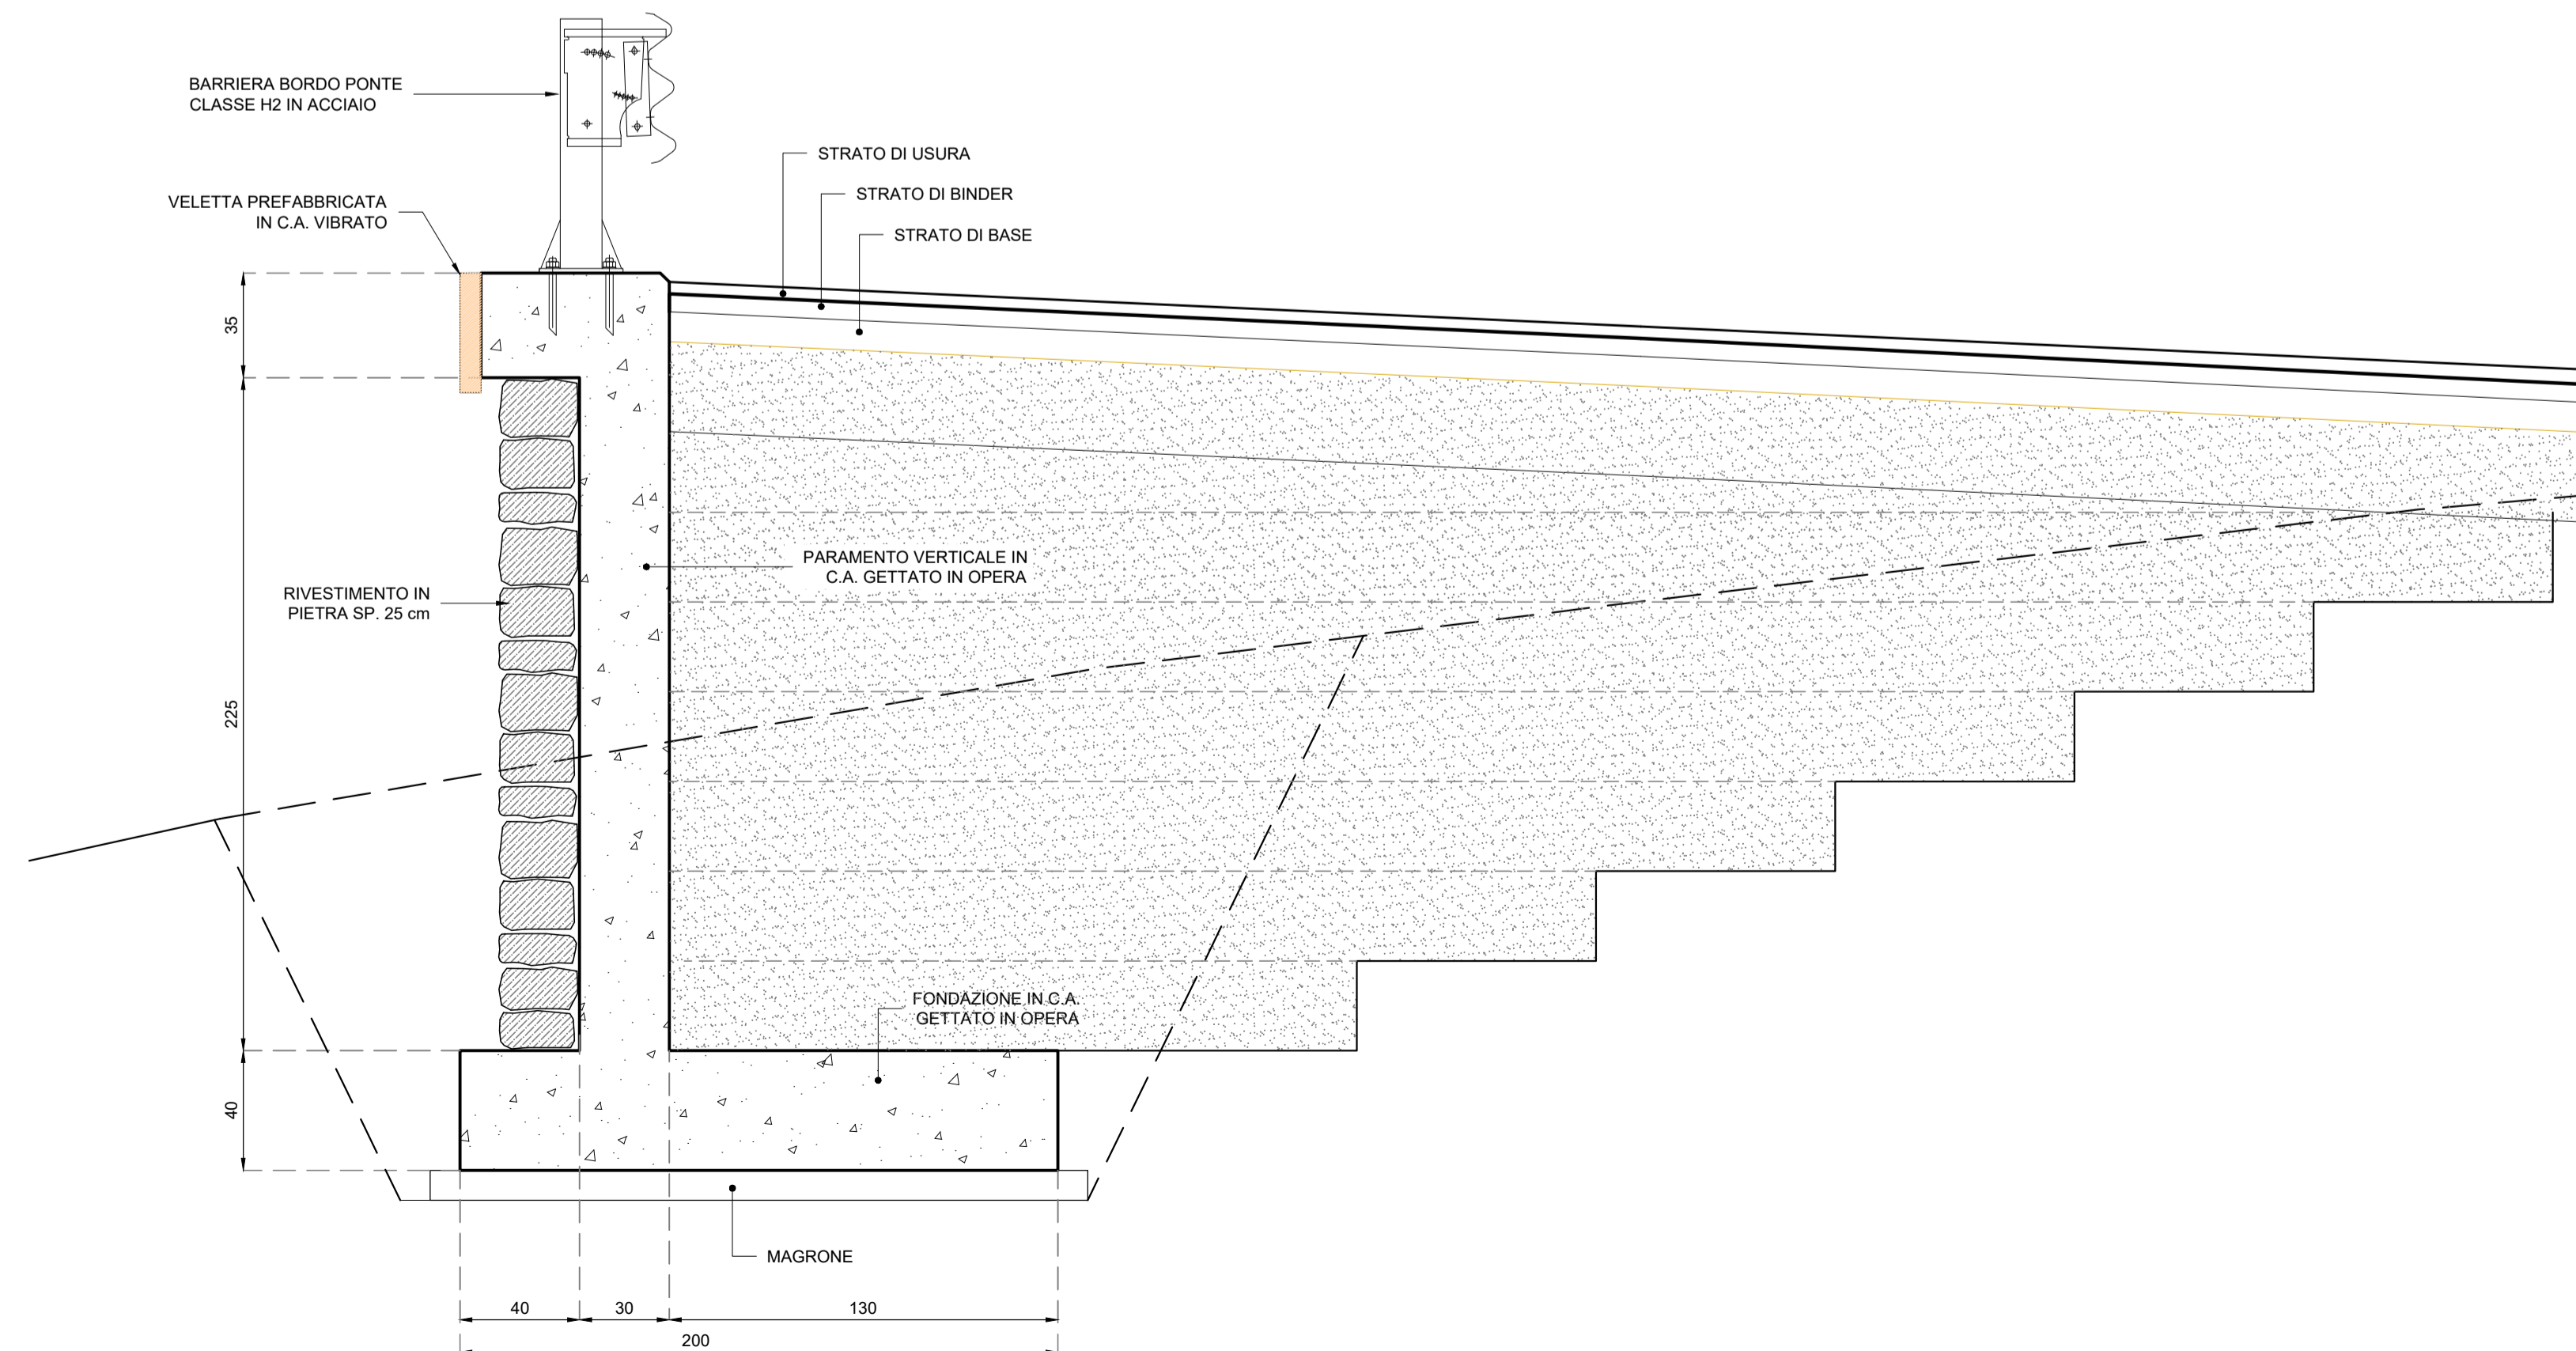 BARRIERA BORDO PONTE
CLASSE H2 IN ACCIAIO
STRATO DI USURA
STRATO DI BINDER
VELETTA PREFABBRICATA
IN C.A. VIBRATO
STRATO DI BASE
35
PARAMENTO VERTICALE IN
C.A. GETTATO IN OPERA
RIVESTIMENTO IN
PIETRA SP. 25 cm
225
FONDAZIONE IN C.A.
GETTATO IN OPERA
40
MAGRONE
40
30
130
200